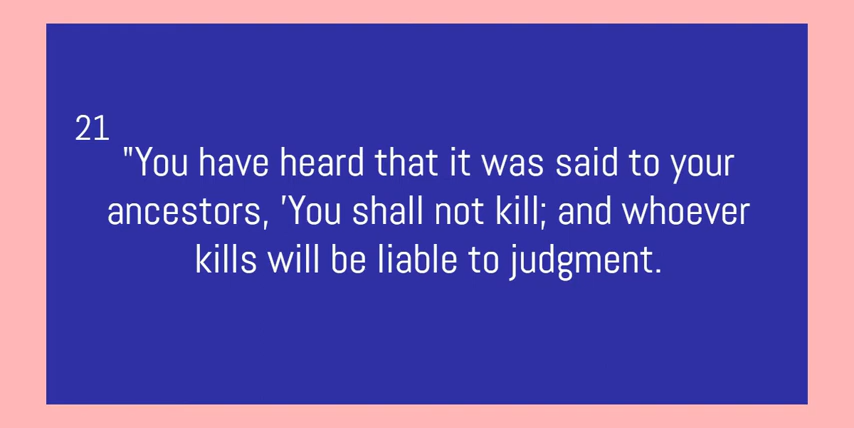 21
"You have heard that it was said to your
ancestors, 'You shall not kill; and whoever
kills will be liable to judgment.